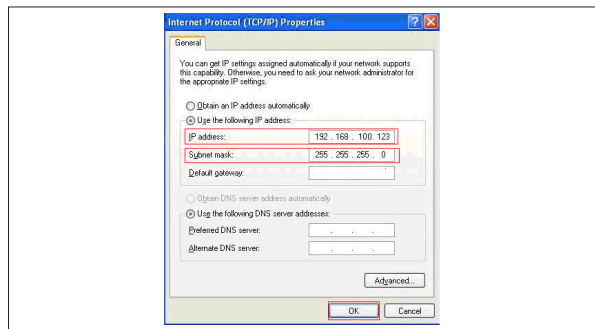 Internet Protocol (TCP/IP) Properties
General
You can get IP settings assigned automatically if your network supports
this capability. Otherwise, you need to ask your network administrator for
the appropriate IP settings.
Obtain an IP address automatically
Use the following IP address:
IP address: 192 . 168 . 100 . 123
Subnet mask: 255 . 255 . 255 . 0
Default gateway:
Obtain DNS server address automatically
Use the following DNS server addresses:
Preferred DNS server: . . .
Alternate DNS server: . . .
Advanced...
OK Cancel